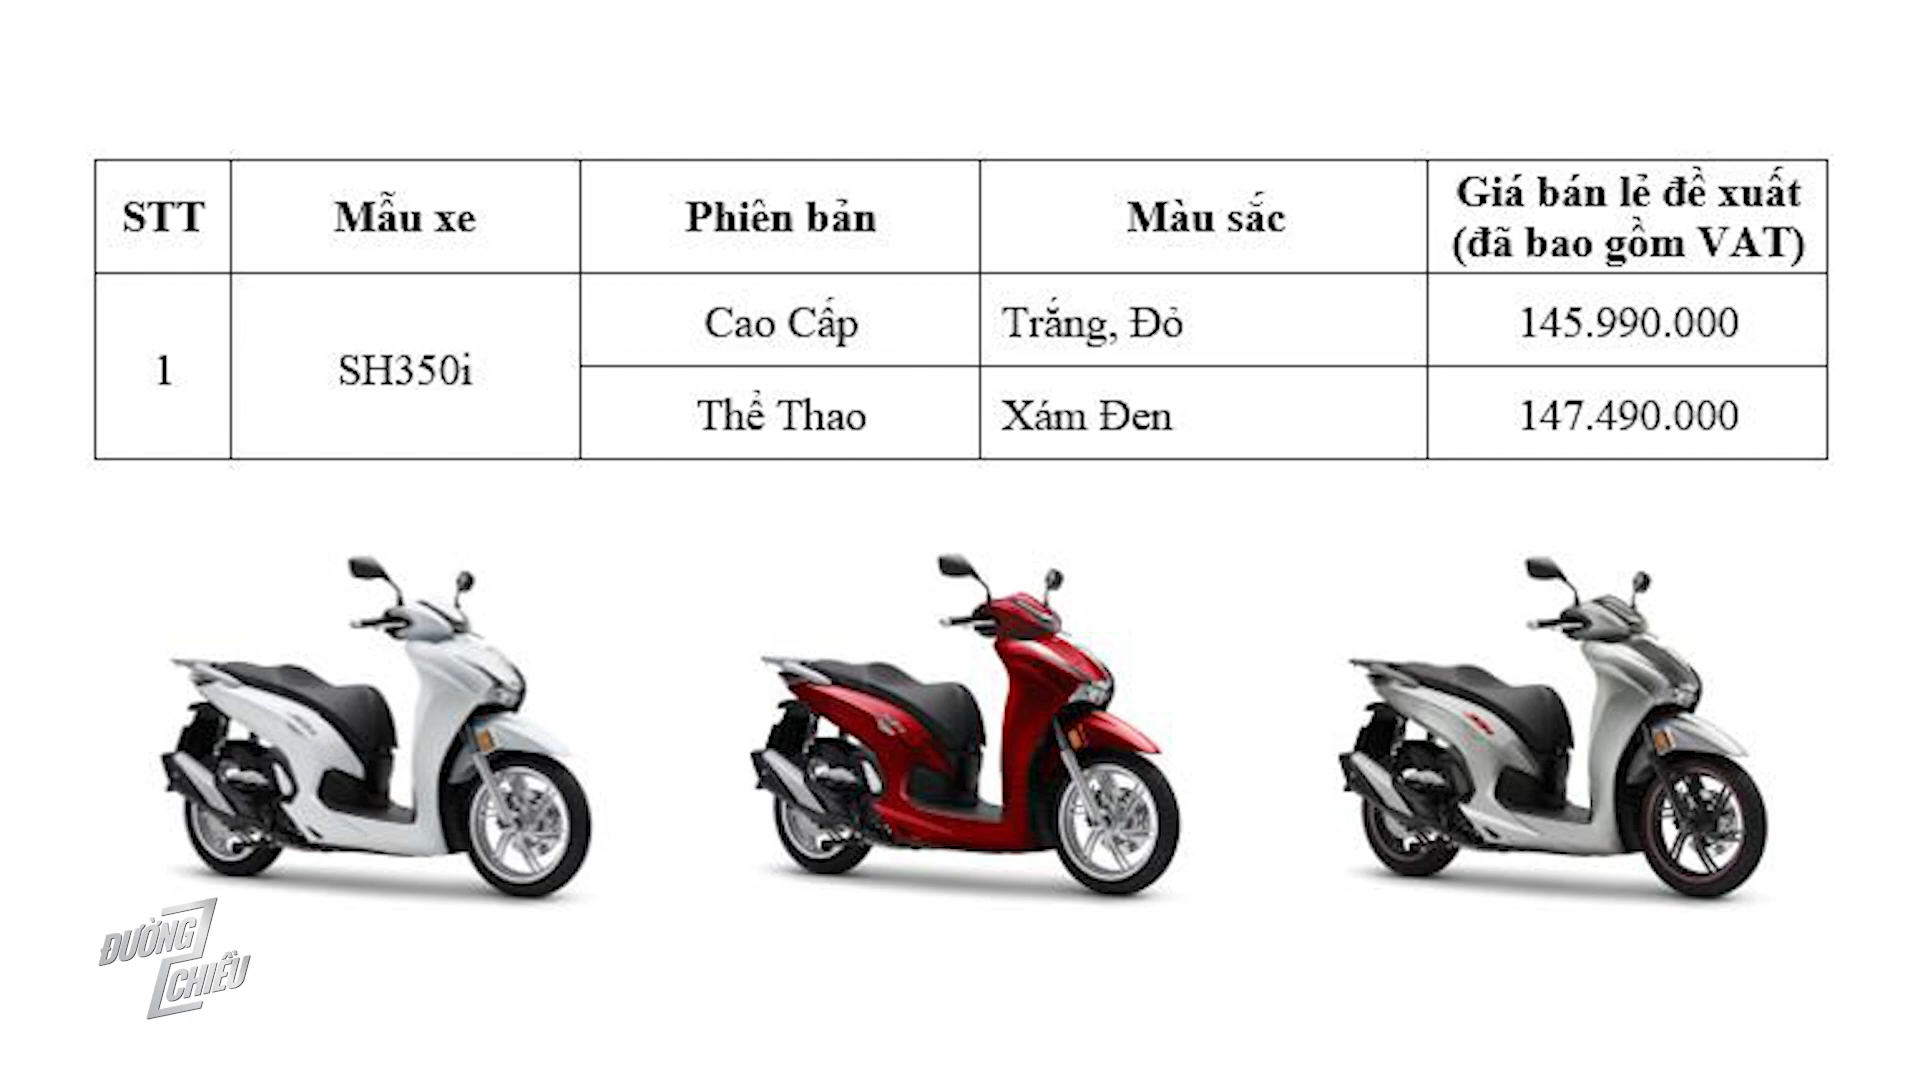 STT
Mẫu xe
Phiên bản
Màu sắc
Giá bán lẻ đề xuất
(đã bao gồm VAT)
1
SH350i
Cao Cấp
Trắng, Đỏ
145.990.000
Thể Thao
Xám Đen
147.490.000
ĐƯỜNG
2
CHIỀU